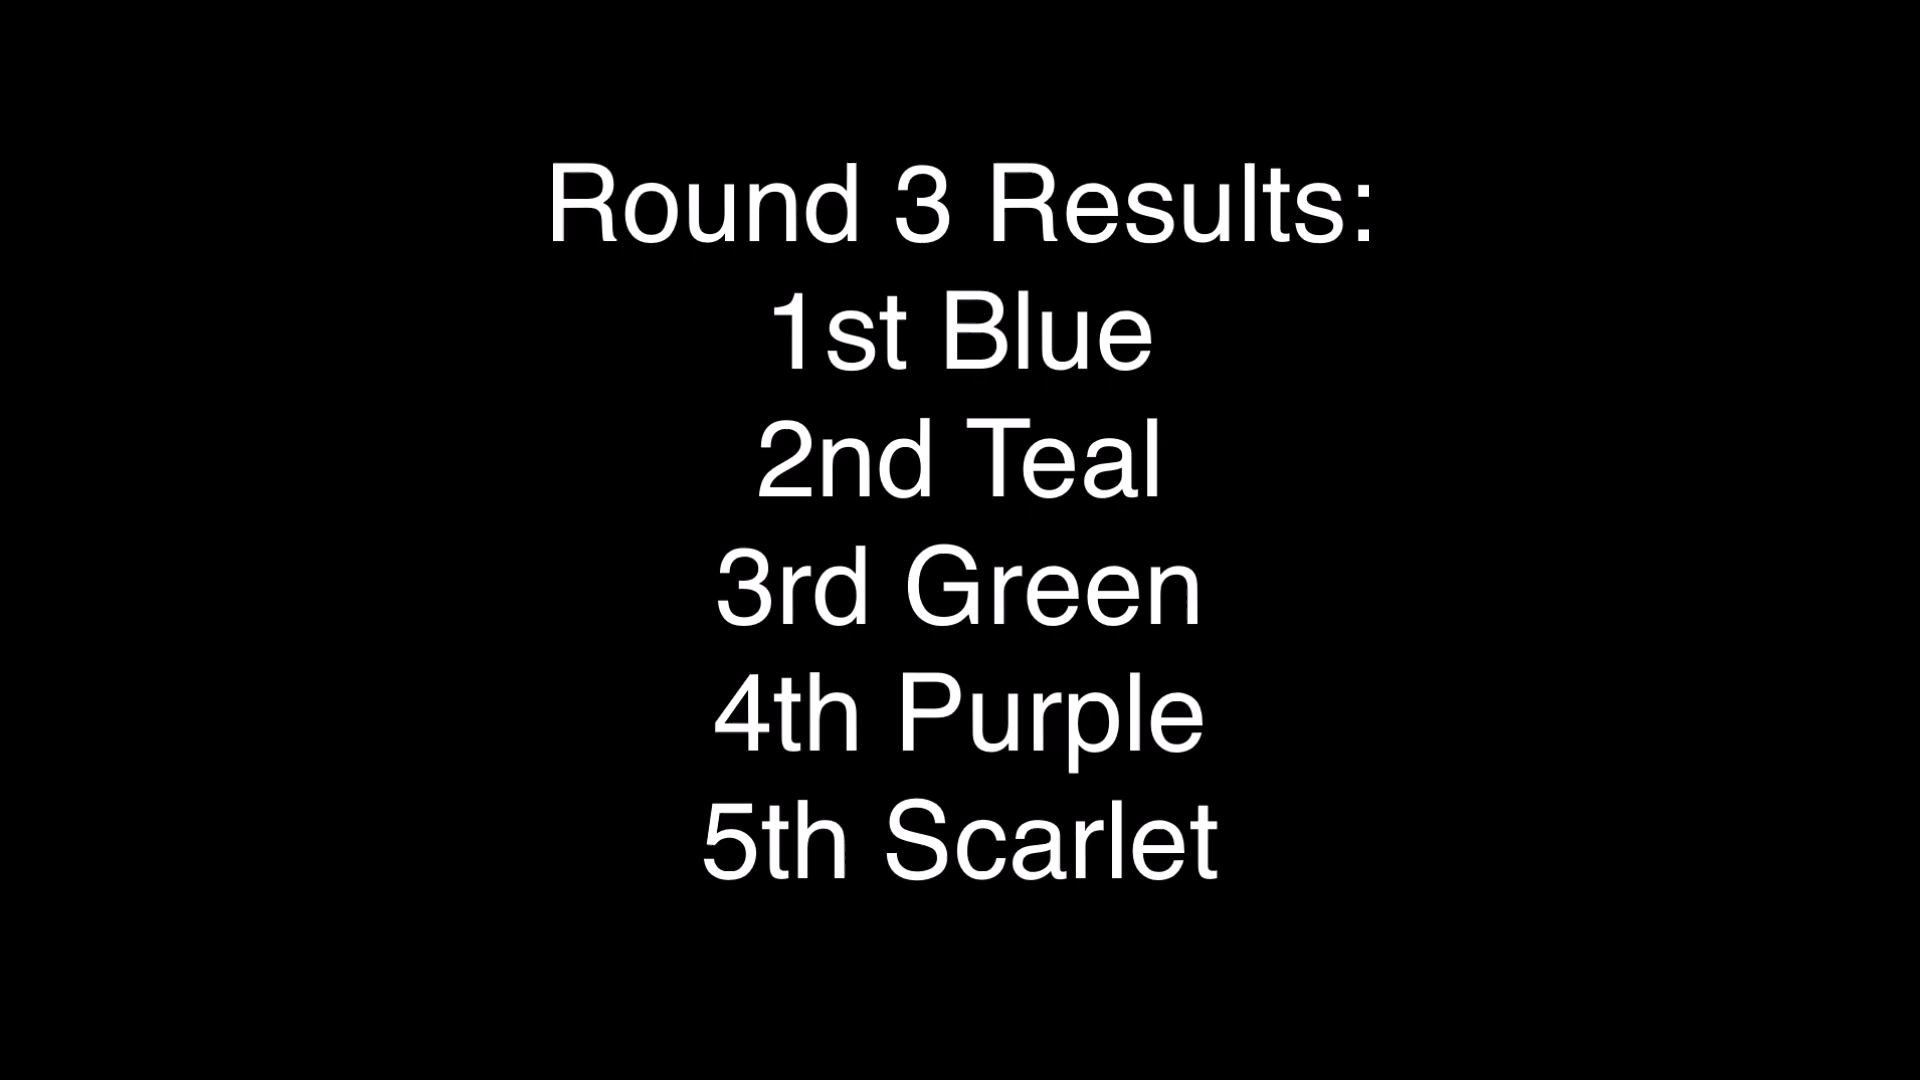 Round 3 Results:
1st Blue
2nd Teal
3rd Green
4th Purple
5th Scarlet